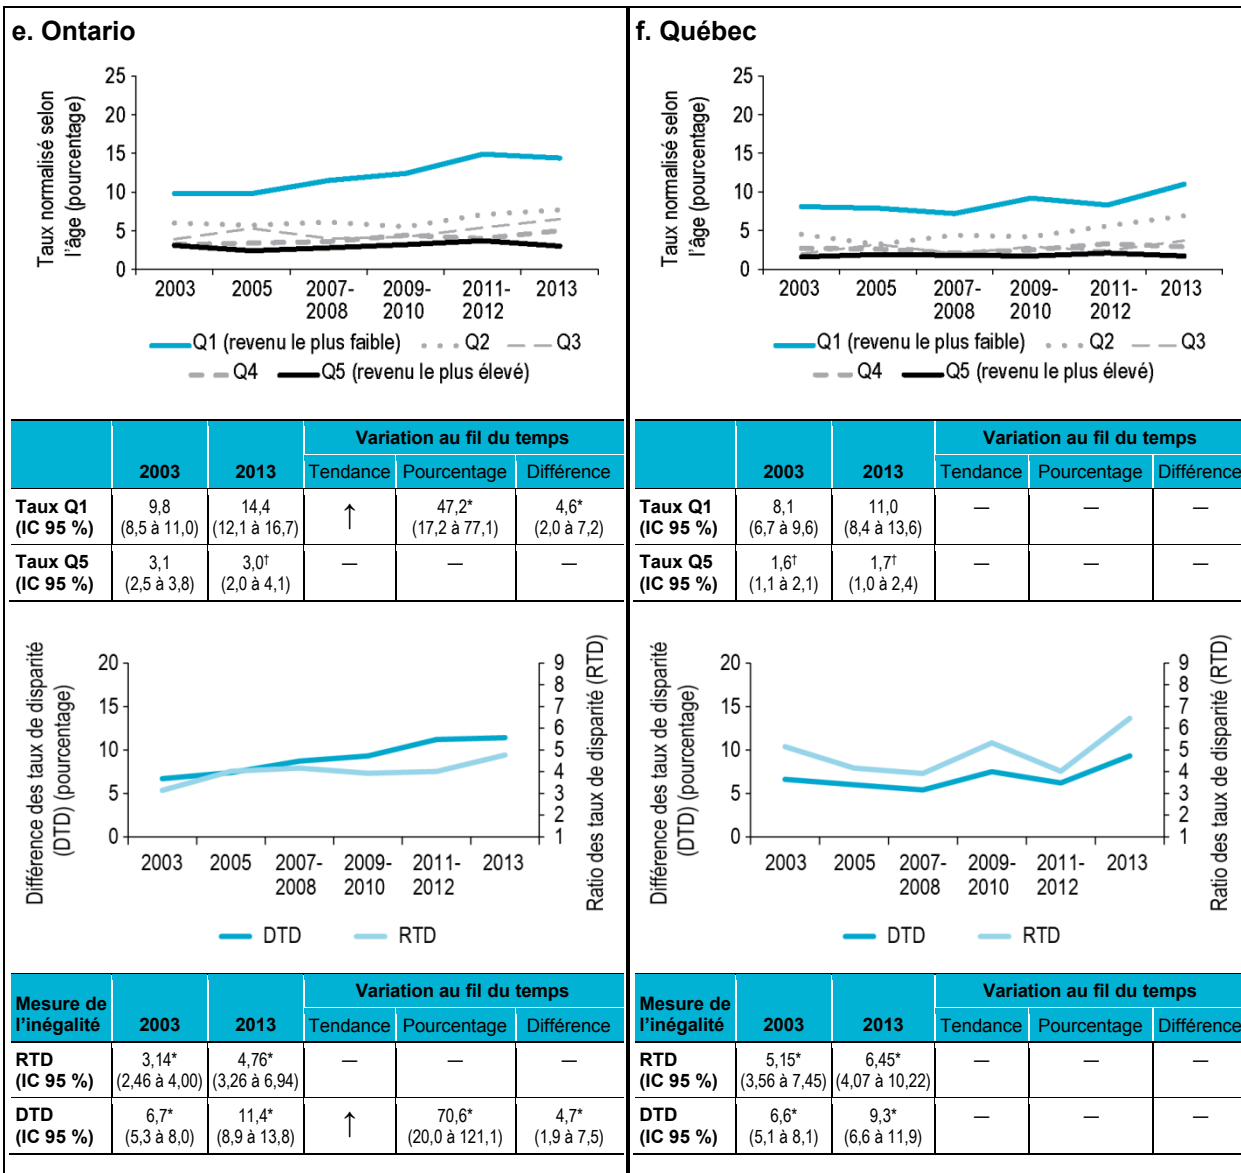 e. Ontario
Taux normalisé selon
l'âge (pourcentage)
25
20
15
10
5
0
2003 2005 2007-2008 2009-2010 2011-2012 2013
Q1 (revenu le plus faible) Q2 Q3
Q4 Q5 (revenu le plus élevé)
Variation au fil du temps
2003 2013 Tendance Pourcentage Différence
Taux Q1 9,8 14,4 ↑ 47,2* 4,6*
(IC 95 %) (8,5 à 11,0) (12,1 à 16,7) (17,2 à 77,1) (2,0 à 7,2)
Taux Q5 3,1 3,0† — — —
(IC 95 %) (2,5 à 3,8) (2,0 à 4,1)
Différence des taux de disparité
(DTD) (pourcentage)
20
15
10
5
0
9
8
7
6
5
4
3
2
1
Ratio des taux de disparité (RTD)
2003 2005 2007-2008 2009-2010 2011-2012 2013
DTD RTD
Variation au fil du temps
Mesure de
l'inégalité 2003 2013 Tendance Pourcentage Différence
RTD 3,14* 4,76* — — —
(IC 95 %) (2,46 à 4,00) (3,26 à 6,94)
DTD 6,7* 11,4* ↑ 70,6* 4,7*
(IC 95 %) (5,3 à 8,0) (8,9 à 13,8) (20,0 à 121,1) (1,9 à 7,5)
f. Québec
Taux normalisé selon
l'âge (pourcentage)
25
20
15
10
5
0
2003 2005 2007-2008 2009-2010 2011-2012 2013
Q1 (revenu le plus faible) Q2 Q3
Q4 Q5 (revenu le plus élevé)
Variation au fil du temps
2003 2013 Tendance Pourcentage Différence
Taux Q1 8,1 11,0 — — —
(IC 95 %) (6,7 à 9,6) (8,4 à 13,6)
Taux Q5 1,6† 1,7† — — —
(IC 95 %) (1,1 à 2,1) (1,0 à 2,4)
Différence des taux de disparité
(DTD) (pourcentage)
20
15
10
5
0
9
8
7
6
5
4
3
2
1
Ratio des taux de disparité (RTD)
2003 2005 2007-2008 2009-2010 2011-2012 2013
DTD RTD
Variation au fil du temps
Mesure de
l'inégalité 2003 2013 Tendance Pourcentage Différence
RTD 5,15* 6,45* — — —
(IC 95 %) (3,56 à 7,45) (4,07 à 10,22)
DTD 6,6* 9,3* — — —
(IC 95 %) (5,1 à 8,1) (6,6 à 11,9)